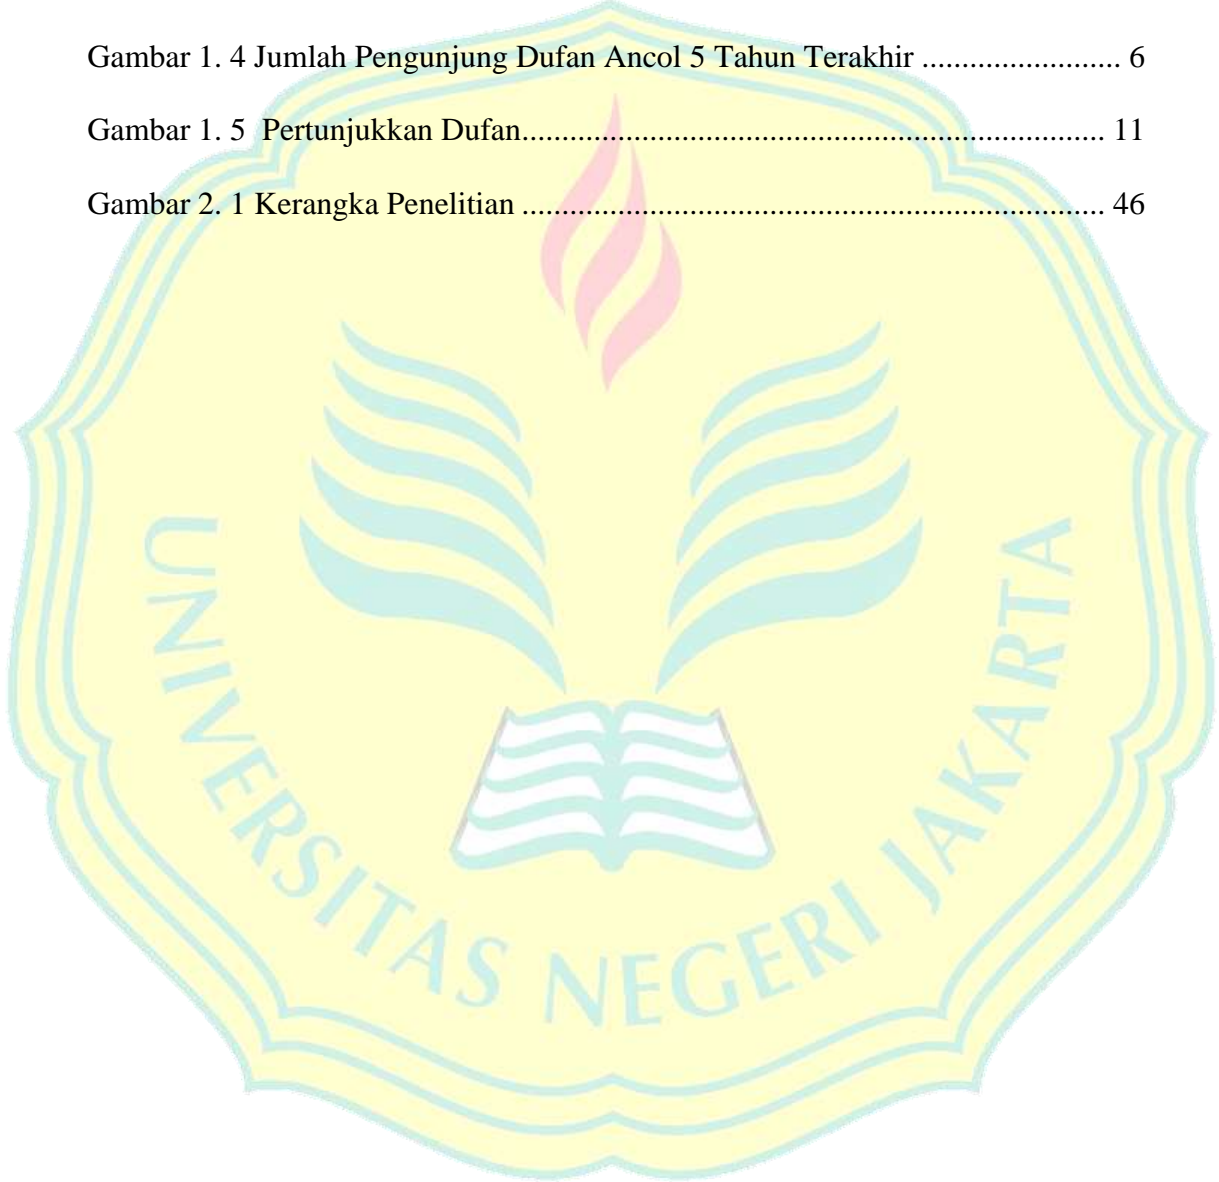 Gambar 1. 4 Jumlah Pengunjung Dufan Ancol 5 Tahun Terakhir ......................... 6
Gambar 1. 5  Pertunjukkan Dufan......................................................................... 11
Gambar 2. 1 Kerangka Penelitian ......................................................................... 46
UNIVERSITAS NEGERI JAKARTA